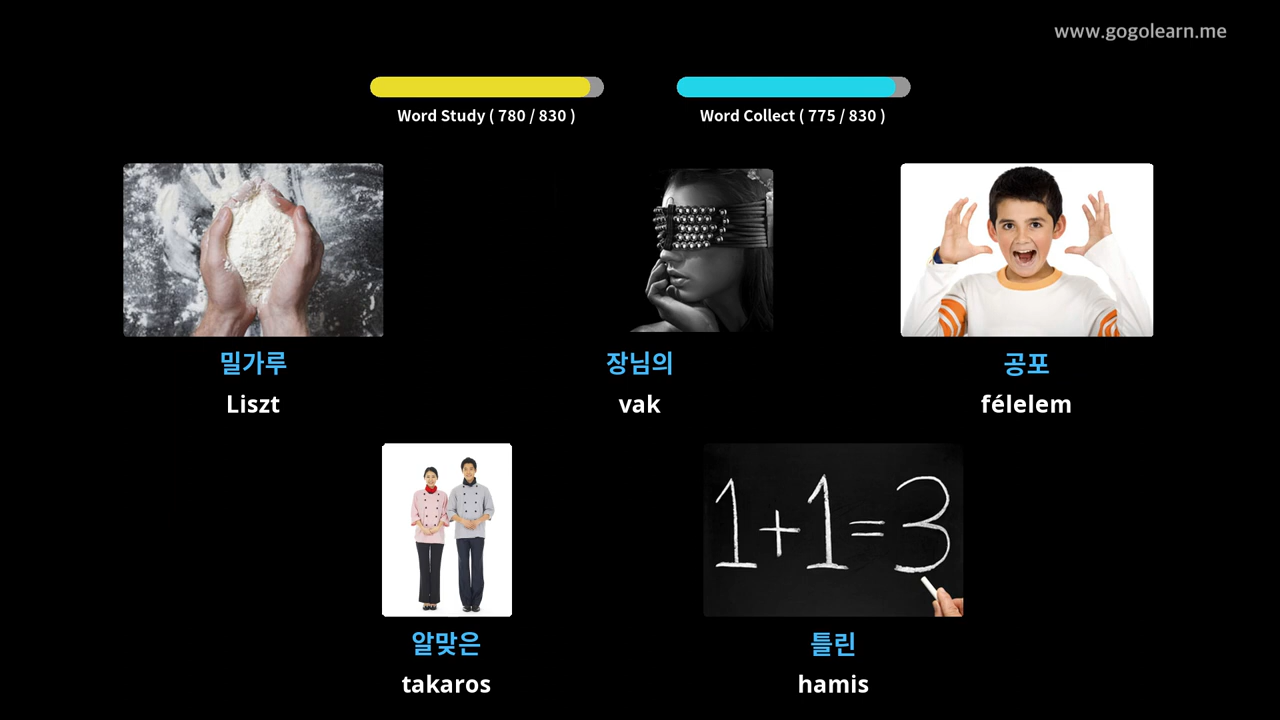 www.gogolearn.me
Word Study ( 780 / 830 )
Word Collect ( 775 / 830 )
밀가루
Liszt
장님의
vak
공포
félelem
1+1=3
알맞은
takaros
틀린
hamis